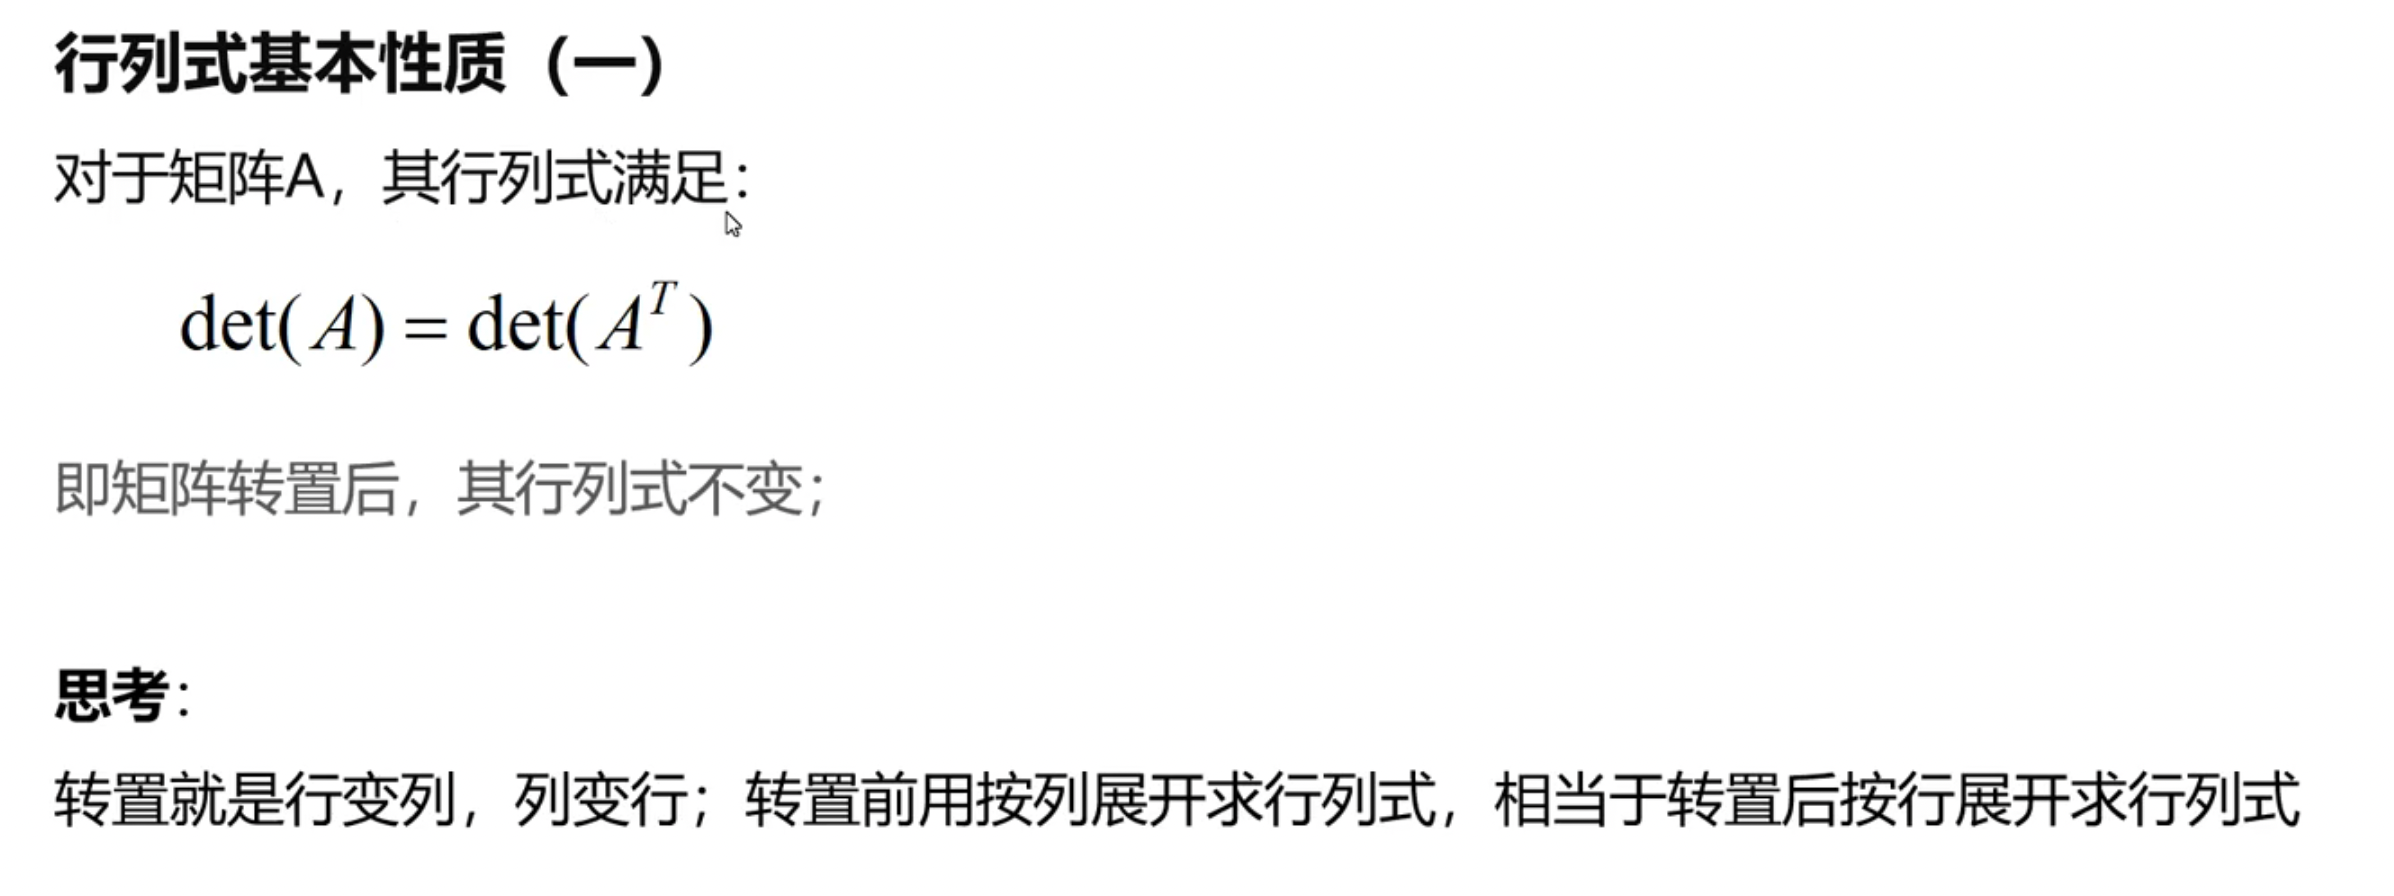 行列式基本性质（一）
对于矩阵A，其行列式满足：
det(A) = det(A^T)
即矩阵转置后，其行列式不变；
思考：
转置就是行变列，列变行；转置前用按列展开求行列式，相当于转置后按行展开求行列式